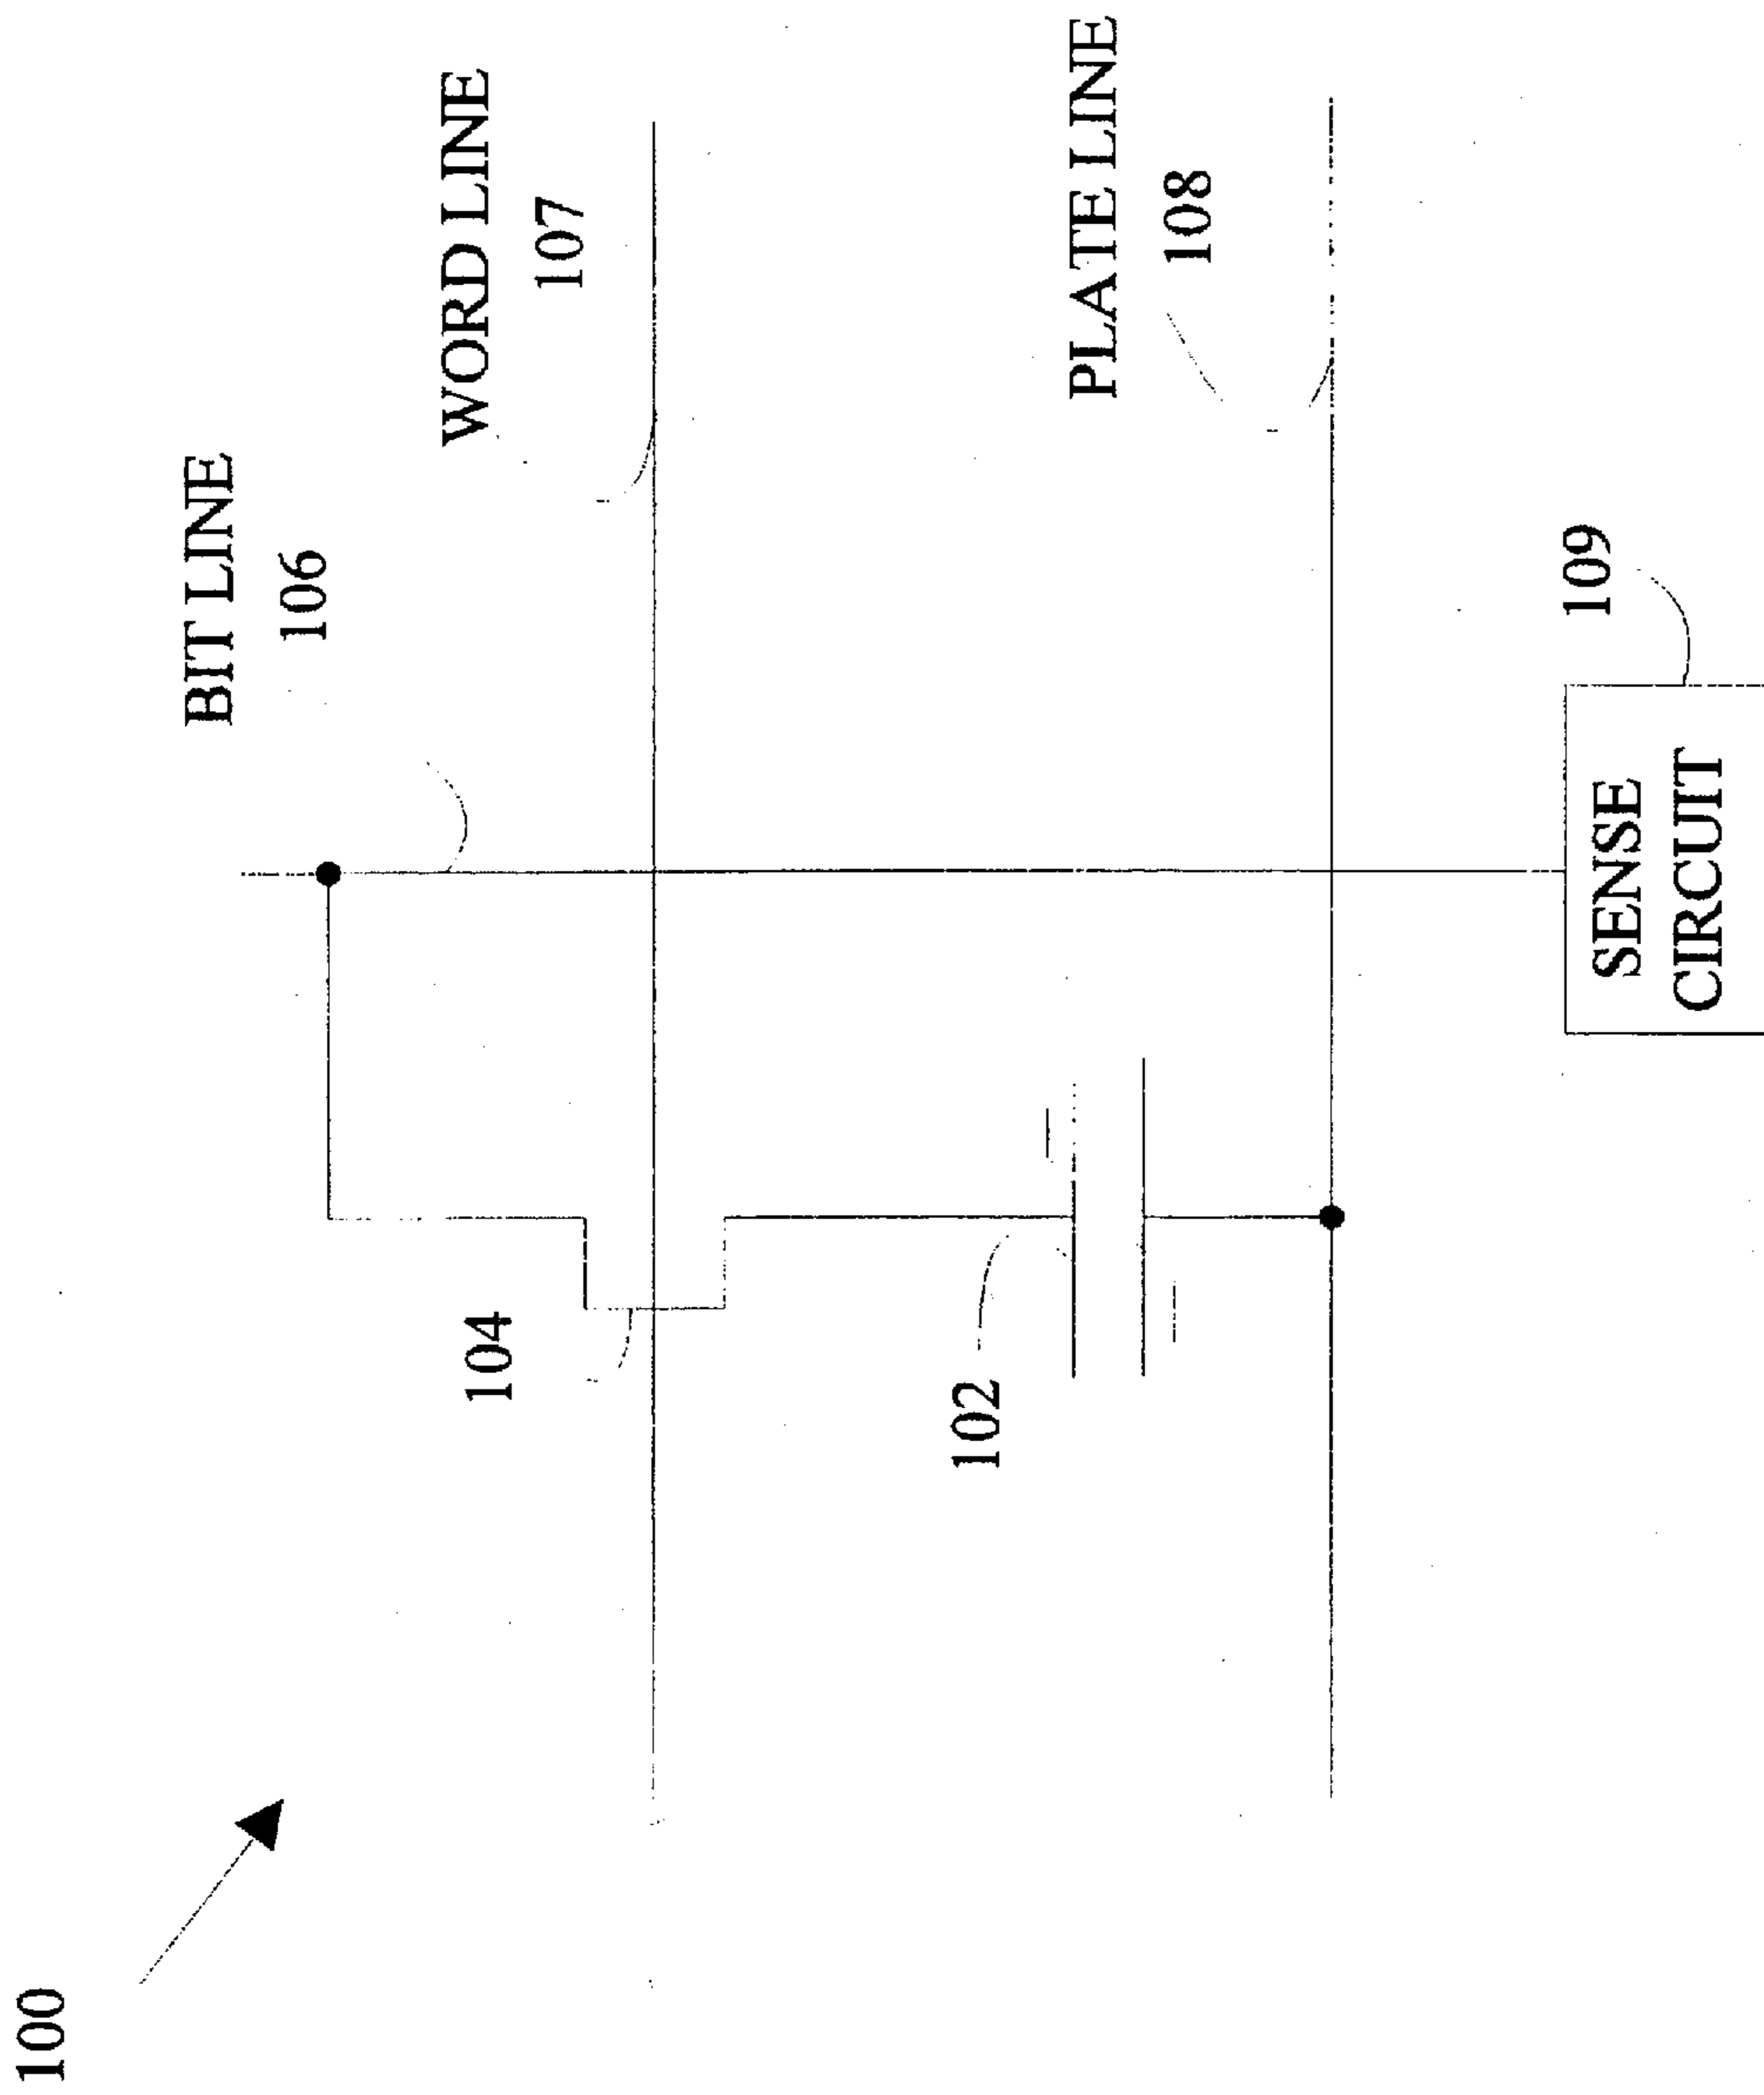 100
BIT LINE
106
WORD LINE
107
104
102
PLATE LINE
108
109
SENSE
CIRCUIT